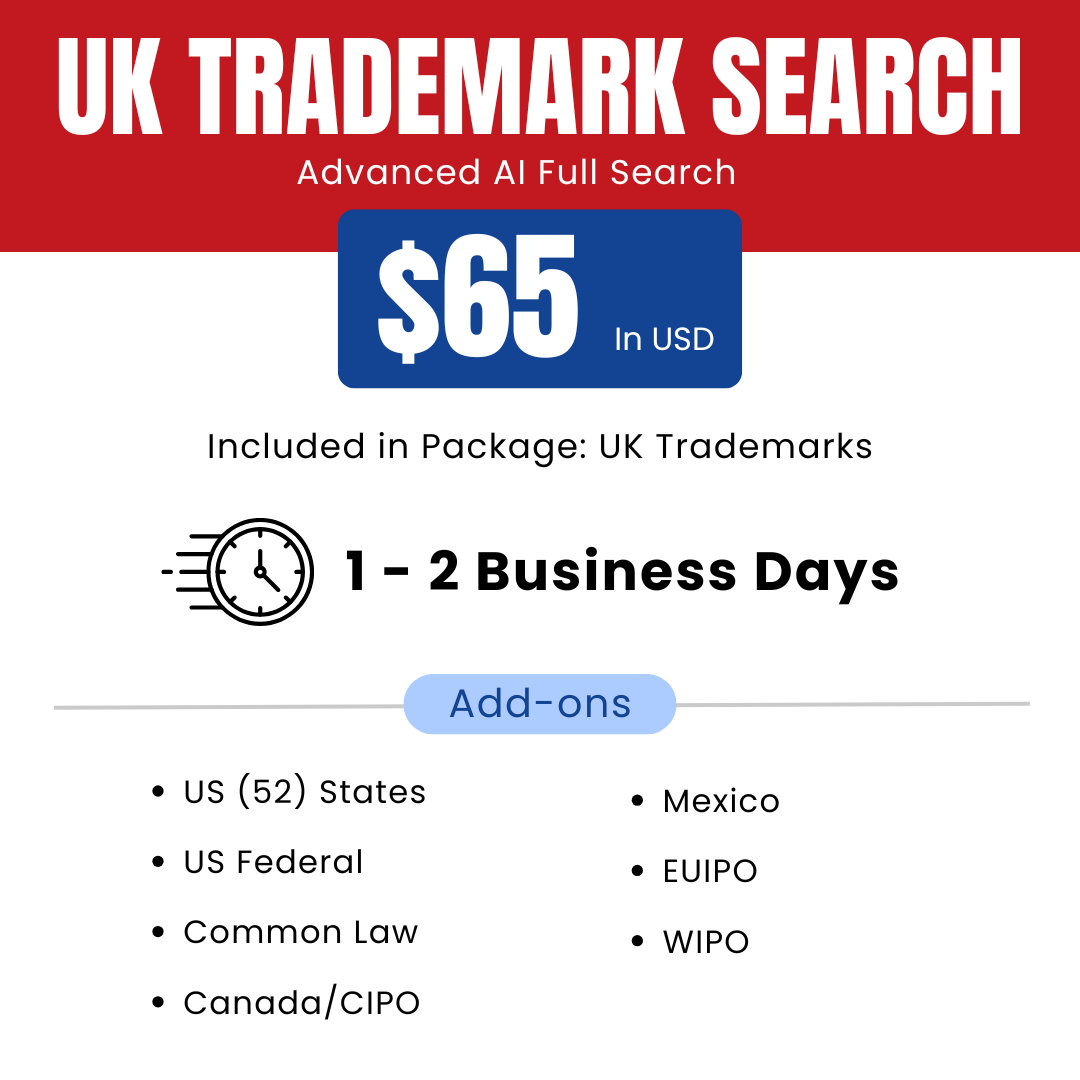 UK TRADEMARK SEARCH
Advanced AI Full Search
$65 In USD
Included in Package: UK Trademarks
1 - 2 Business Days
Add-ons
• US (52) States
• US Federal
• Common Law
• Canada/CIPO
• Mexico
• EUIPO
• WIPO